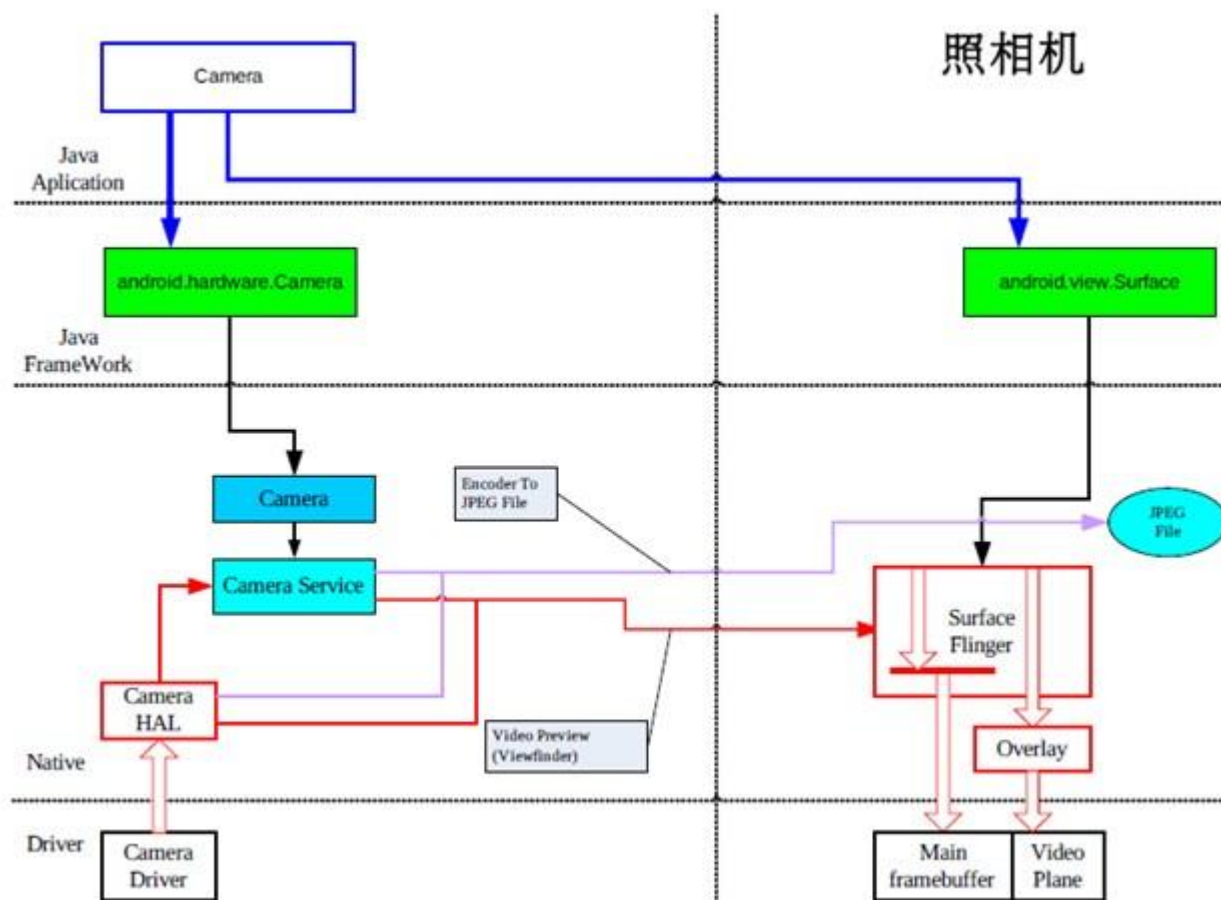 照相机
Camera
Java
Aplication
android.hardware.Camera
android.view.Surface
Java
FrameWork
Camera
Encoder To
JPEG File
JPEG
File
Camera Service
Surface
Flinger
Camera
HAL
Video Preview
(Viewfinder)
Overlay
Native
Driver
Camera
Driver
Main
framebuffer
Video
Plane